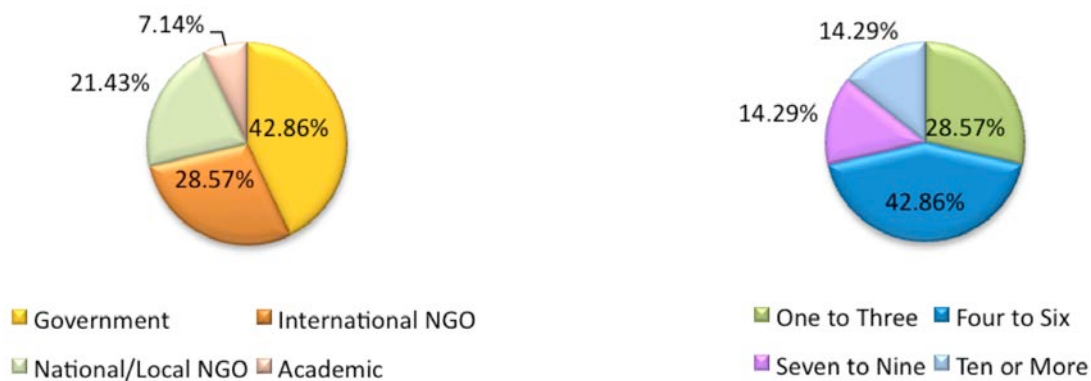 7.14%
21.43%
42.86%
28.57%
Government
International NGO
National/Local NGO
Academic
14.29%
14.29%
28.57%
42.86%
One to Three
Four to Six
Seven to Nine
Ten or More